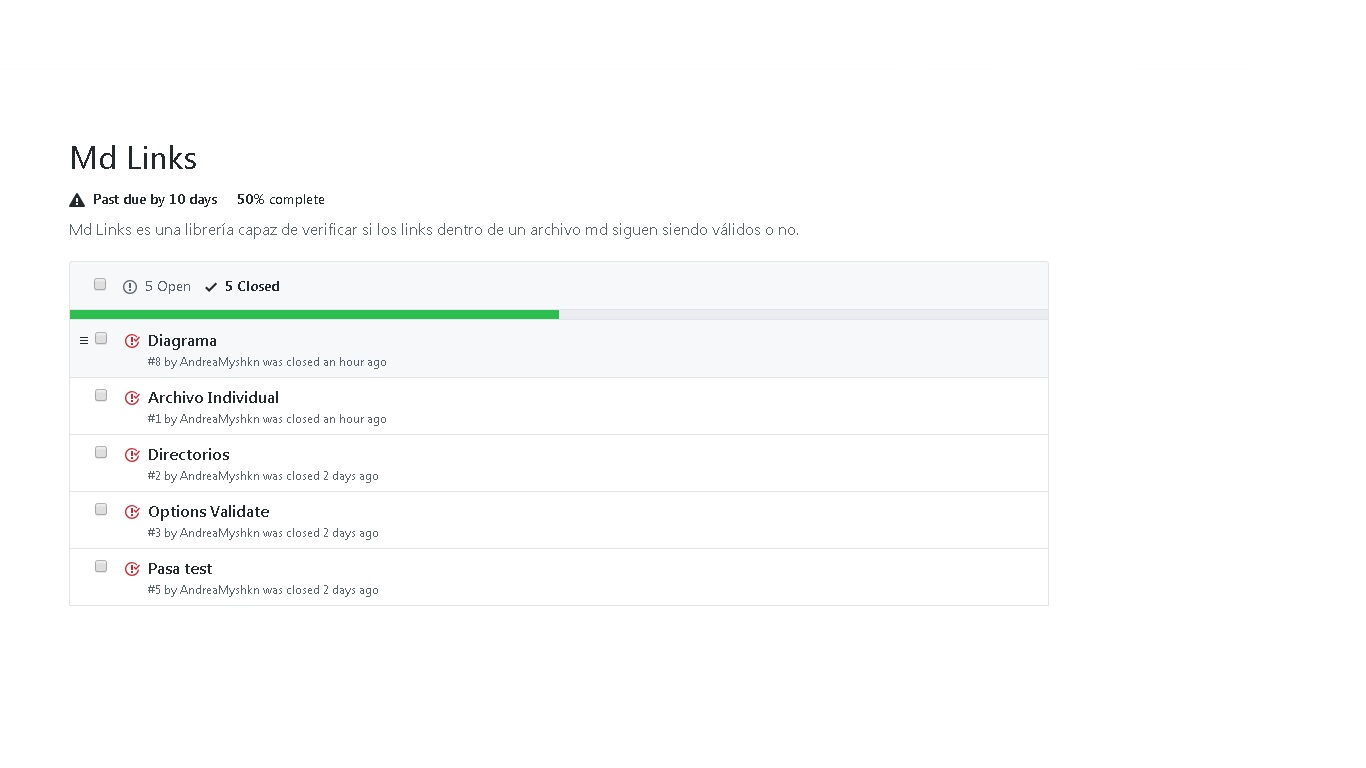 Md Links
Past due by 10 days 50% complete
Md Links es una librería capaz de verificar si los links dentro de un archivo md siguen siendo válidos o no.
5 Open 5 Closed
Diagrama
#8 by AndreaMyshkn was closed an hour ago
Archivo Individual
#1 by AndreaMyshkn was closed an hour ago
Directorios
#2 by AndreaMyshkn was closed 2 days ago
Options Validate
#3 by AndreaMyshkn was closed 2 days ago
Pasa test
#5 by AndreaMyshkn was closed 2 days ago